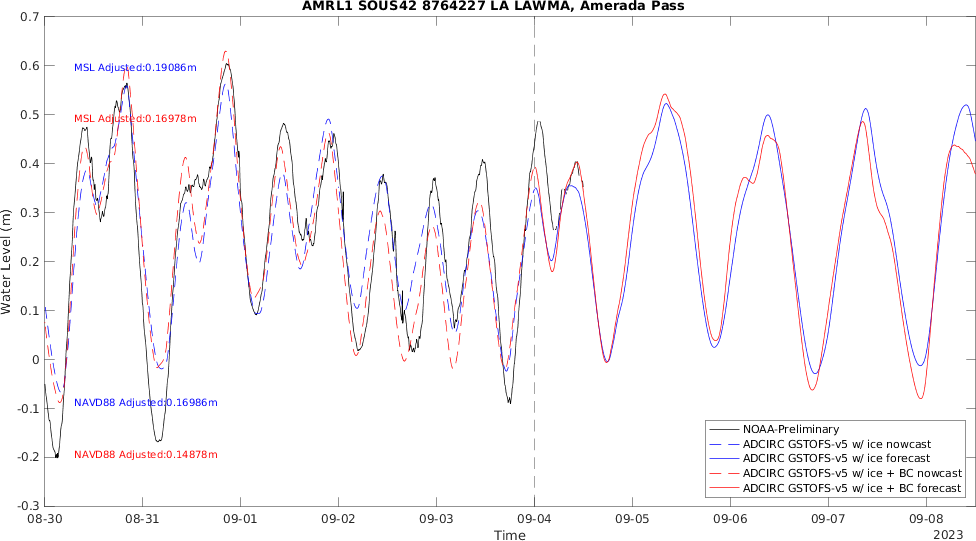 AMRL1 SOUS42 8764227 LA LAWMA, Amerada Pass
0.7
0.6
0.5
0.4
0.3
0.2
0.1
0
-0.1
-0.2
-0.3
Water Level (m)
MSL Adjusted:0.19086m
MSL Adjusted:0.16978m
NAVD88 Adjusted:0.16986m
NAVD88 Adjusted:0.14878m
NOAA-Preliminary
ADCIRC GSTOFS-v5 w/ ice nowcast
ADCIRC GSTOFS-v5 w/ ice forecast
ADCIRC GSTOFS-v5 w/ ice + BC nowcast
ADCIRC GSTOFS-v5 w/ ice + BC forecast
08-30 08-31 09-01 09-02 09-03 09-04 09-05 09-06 09-07 09-08
Time
2023